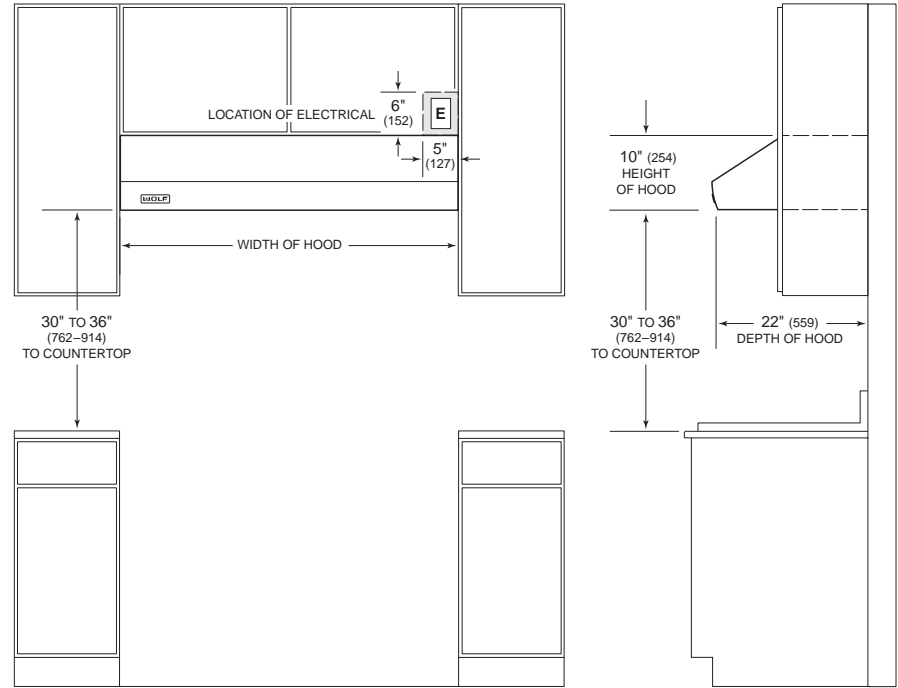 LOCATION OF ELECTRICAL
6"
(152)
E
5"
(127)
WOLF
WIDTH OF HOOD
30" TO 36"
(762–914)
TO COUNTERTOP
10" (254)
HEIGHT
OF HOOD
30" TO 36"
(762–914)
TO COUNTERTOP
22" (559)
DEPTH OF HOOD